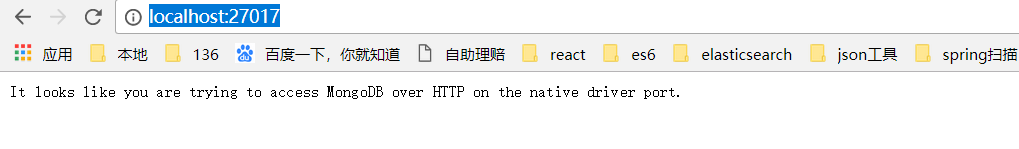 localhost:27017
应用 本地 136 百度一下，你就知道 自助理赔 react es6 elasticsearch json工具 spring扫描
It looks like you are trying to access MongoDB over HTTP on the native driver port.